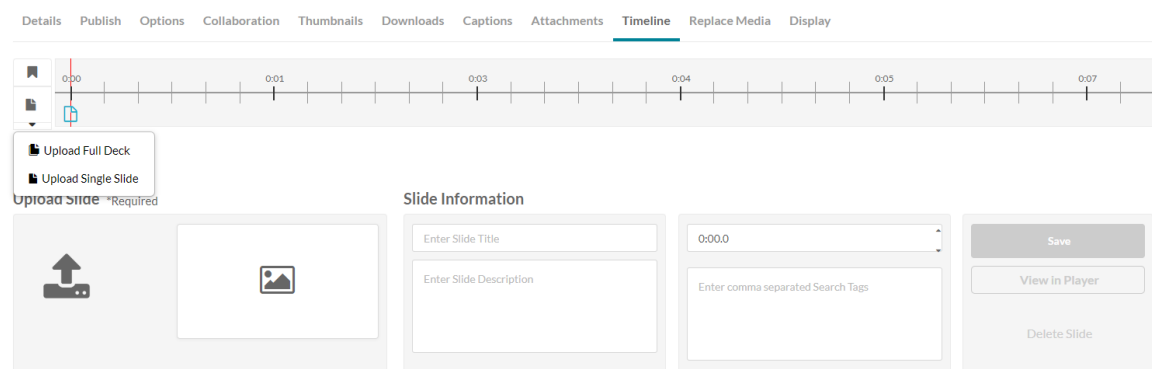 Details Publish Options Collaboration Thumbnails Downloads Captions Attachments Timeline Replace Media Display
0:00 0:01 0:03 0:04 0:05 0:07
Upload Full Deck
Upload Single Slide
Upload Slide *Required
Slide Information
Enter Slide Title
0:00.0
Save
Enter Slide Description
Enter comma separated Search Tags
View in Player
Delete Slide